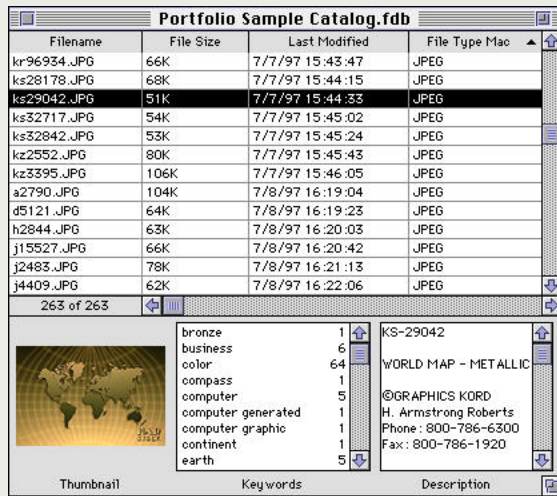 Portfolio Sample Catalog.fdb
Filename File Size Last Modified File Type Mac
kr96934.JPG 66K 7/7/97 15:43:47 JPEG
ks28178.JPG 68K 7/7/97 15:44:15 JPEG
ks29042.JPG 51K 7/7/97 15:44:33 JPEG
ks32717.JPG 54K 7/7/97 15:45:02 JPEG
ks32842.JPG 53K 7/7/97 15:45:24 JPEG
kz2552.JPG 80K 7/7/97 15:45:43 JPEG
kz3395.JPG 106K 7/7/97 15:46:05 JPEG
a2790.JPG 104K 7/8/97 16:19:04 JPEG
d5121.JPG 64K 7/8/97 16:19:23 JPEG
h2844.JPG 63K 7/8/97 16:20:03 JPEG
j15527.JPG 66K 7/8/97 16:20:42 JPEG
j2483.JPG 78K 7/8/97 16:21:13 JPEG
j4409.JPG 62K 7/8/97 16:22:06 JPEG
263 of 263
bronze 1
business 6
color 64
compass 1
computer 5
computer generated 1
computer graphic 1
continent 1
earth 5
KS-29042
WORLD MAP - METALLIC
©GRAPHICS KORD
H. Armstrong Roberts
Phone: 800-786-6300
Fax: 800-786-1920
Thumbnail Keywords Description